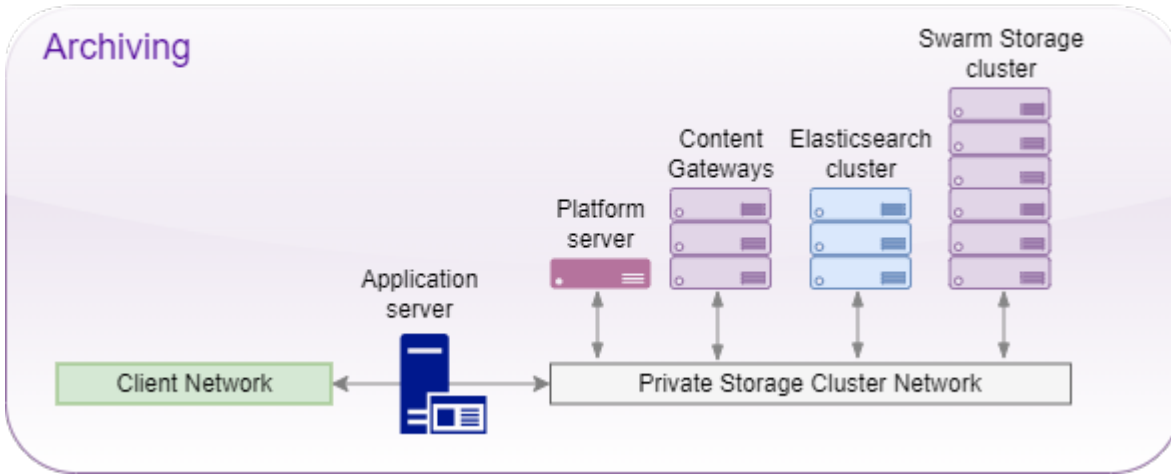 Archiving
Swarm Storage
cluster
Content
Gateways
Elasticsearch
cluster
Platform
server
Application
server
Client Network
Private Storage Cluster Network